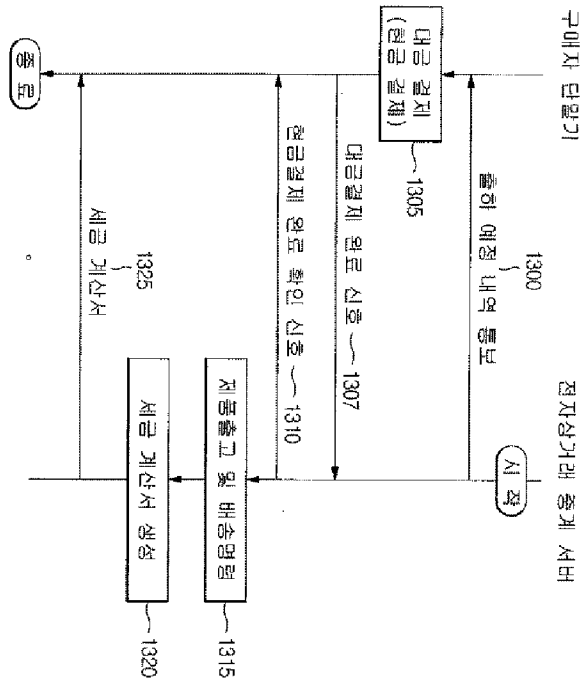 구매자 단말기
전자상거래 중계 서버
시 작
출하 예정 내역 통보
1300
대금 결제
(현금 결제)
1305
대금결제 완료 신호
1307
현금결제 완료 확인 신호
1310
제품출고 및 배송명령
1315
세금 계산서 생성
1320
세금 계산서
1325
종 료